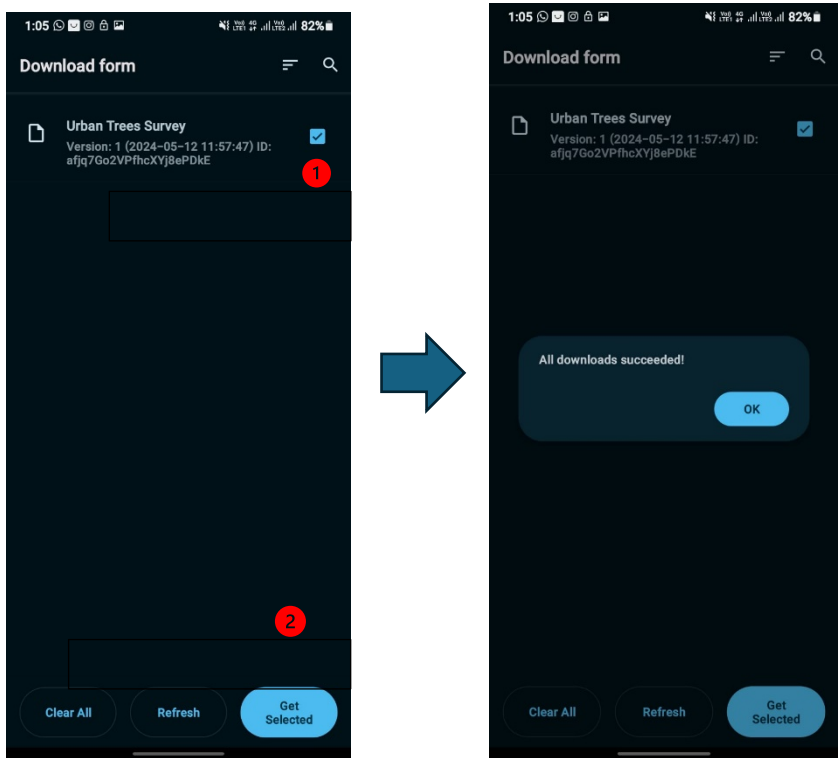 1:05 82%
Download form
Urban Trees Survey
Version: 1 (2024-05-12 11:57:47) ID:
afjq7Go2VPfhcXYj8ePDkE
1
2
Clear All
Refresh
Get
Selected
1:05 82%
Download form
Urban Trees Survey
Version: 1 (2024-05-12 11:57:47) ID:
afjq7Go2VPfhcXYj8ePDkE
All downloads succeeded!
OK
Clear All
Refresh
Get
Selected